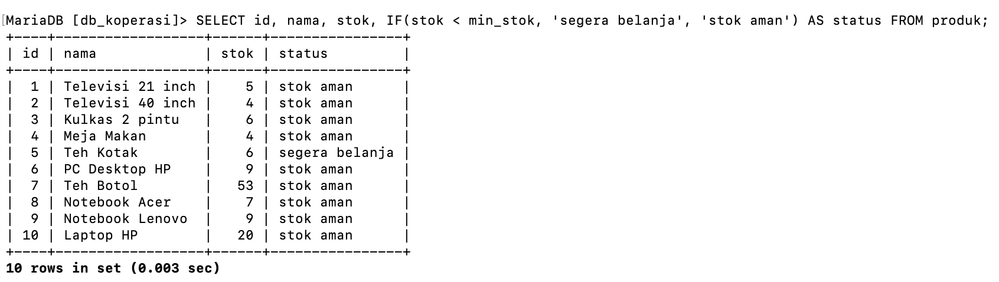 MariaDB [db_koperasi]> SELECT id, nama, stok, IF(stok < min_stok, 'segera belanja', 'stok aman') AS status FROM produk;
+----+------------------+------+----------------+
| id | nama             | stok | status         |
+----+------------------+------+----------------+
|  1 | Televisi 21 inch |    5 | stok aman      |
|  2 | Televisi 40 inch |    4 | stok aman      |
|  3 | Kulkas 2 pintu   |    6 | stok aman      |
|  4 | Meja Makan       |    4 | stok aman      |
|  5 | Teh Kotak        |    6 | segera belanja |
|  6 | PC Desktop HP    |    9 | stok aman      |
|  7 | Teh Botol        |   53 | stok aman      |
|  8 | Notebook Acer    |    7 | stok aman      |
|  9 | Notebook Lenovo  |    9 | stok aman      |
| 10 | Laptop HP        |   20 | stok aman      |
+----+------------------+------+----------------+
10 rows in set (0.003 sec)